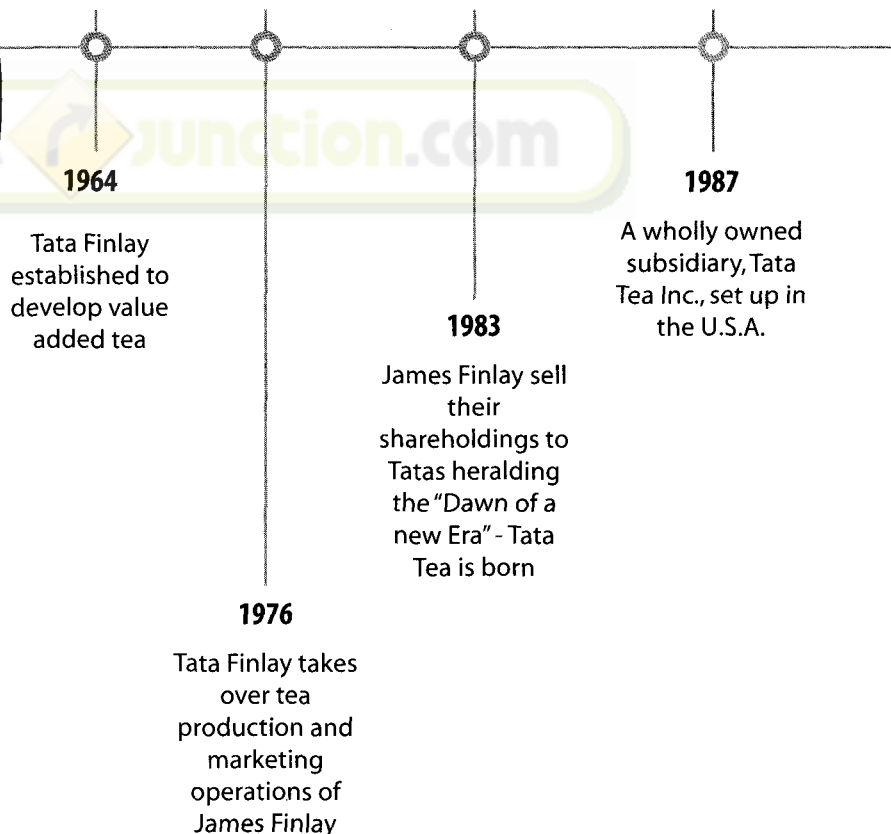 junction.com
1964
Tata Finlay
established to
develop value
added tea
1976
Tata Finlay takes
over tea
production and
marketing
operations of
James Finlay
1983
James Finlay sell
their
shareholdings to
Tatas heralding
the "Dawn of a
new Era" - Tata
Tea is born
1987
A wholly owned
subsidiary, Tata
Tea Inc., set up in
the U.S.A.